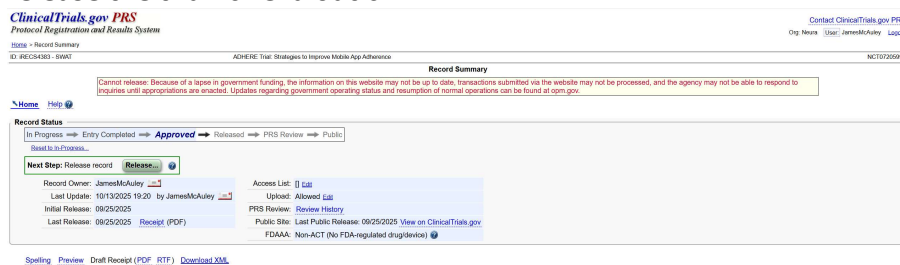 ClinicalTrials.gov PRS
Protocol Registration and Results System
Contact ClinicalTrials.gov PR
Org: Neura User: JamesMcAuley Logo
Home > Record Summary
ID: iRECS4383 - SWAT ADHERE Trial: Strategies to Improve Mobile App Adherence NCT072059
Record Summary
Cannot release: Because of a lapse in government funding, the information on this website may not be up to date, transactions submitted via the website may not be processed, and the agency may not be able to respond to
inquiries until appropriations are enacted. Updates regarding government operating status and resumption of normal operations can be found at opm.gov.
Home Help
Record Status
In Progress Entry Completed Approved Released PRS Review Public
Reset to In-Progress...
Next Step: Release record Release...
Record Owner: JamesMcAuley Access List: [] Edit
Last Update: 10/13/2025 19:20 by JamesMcAuley Upload: Allowed Edit
Initial Release: 09/25/2025 PRS Review: Review History
Last Release: 09/25/2025 Receipt (PDF) Public Site: Last Public Release: 09/25/2025 View on ClinicalTrials.gov
FDAAA: Non-ACT (No FDA-regulated drug/device)
Spelling Preview Draft Receipt (PDF RTF) Download XML